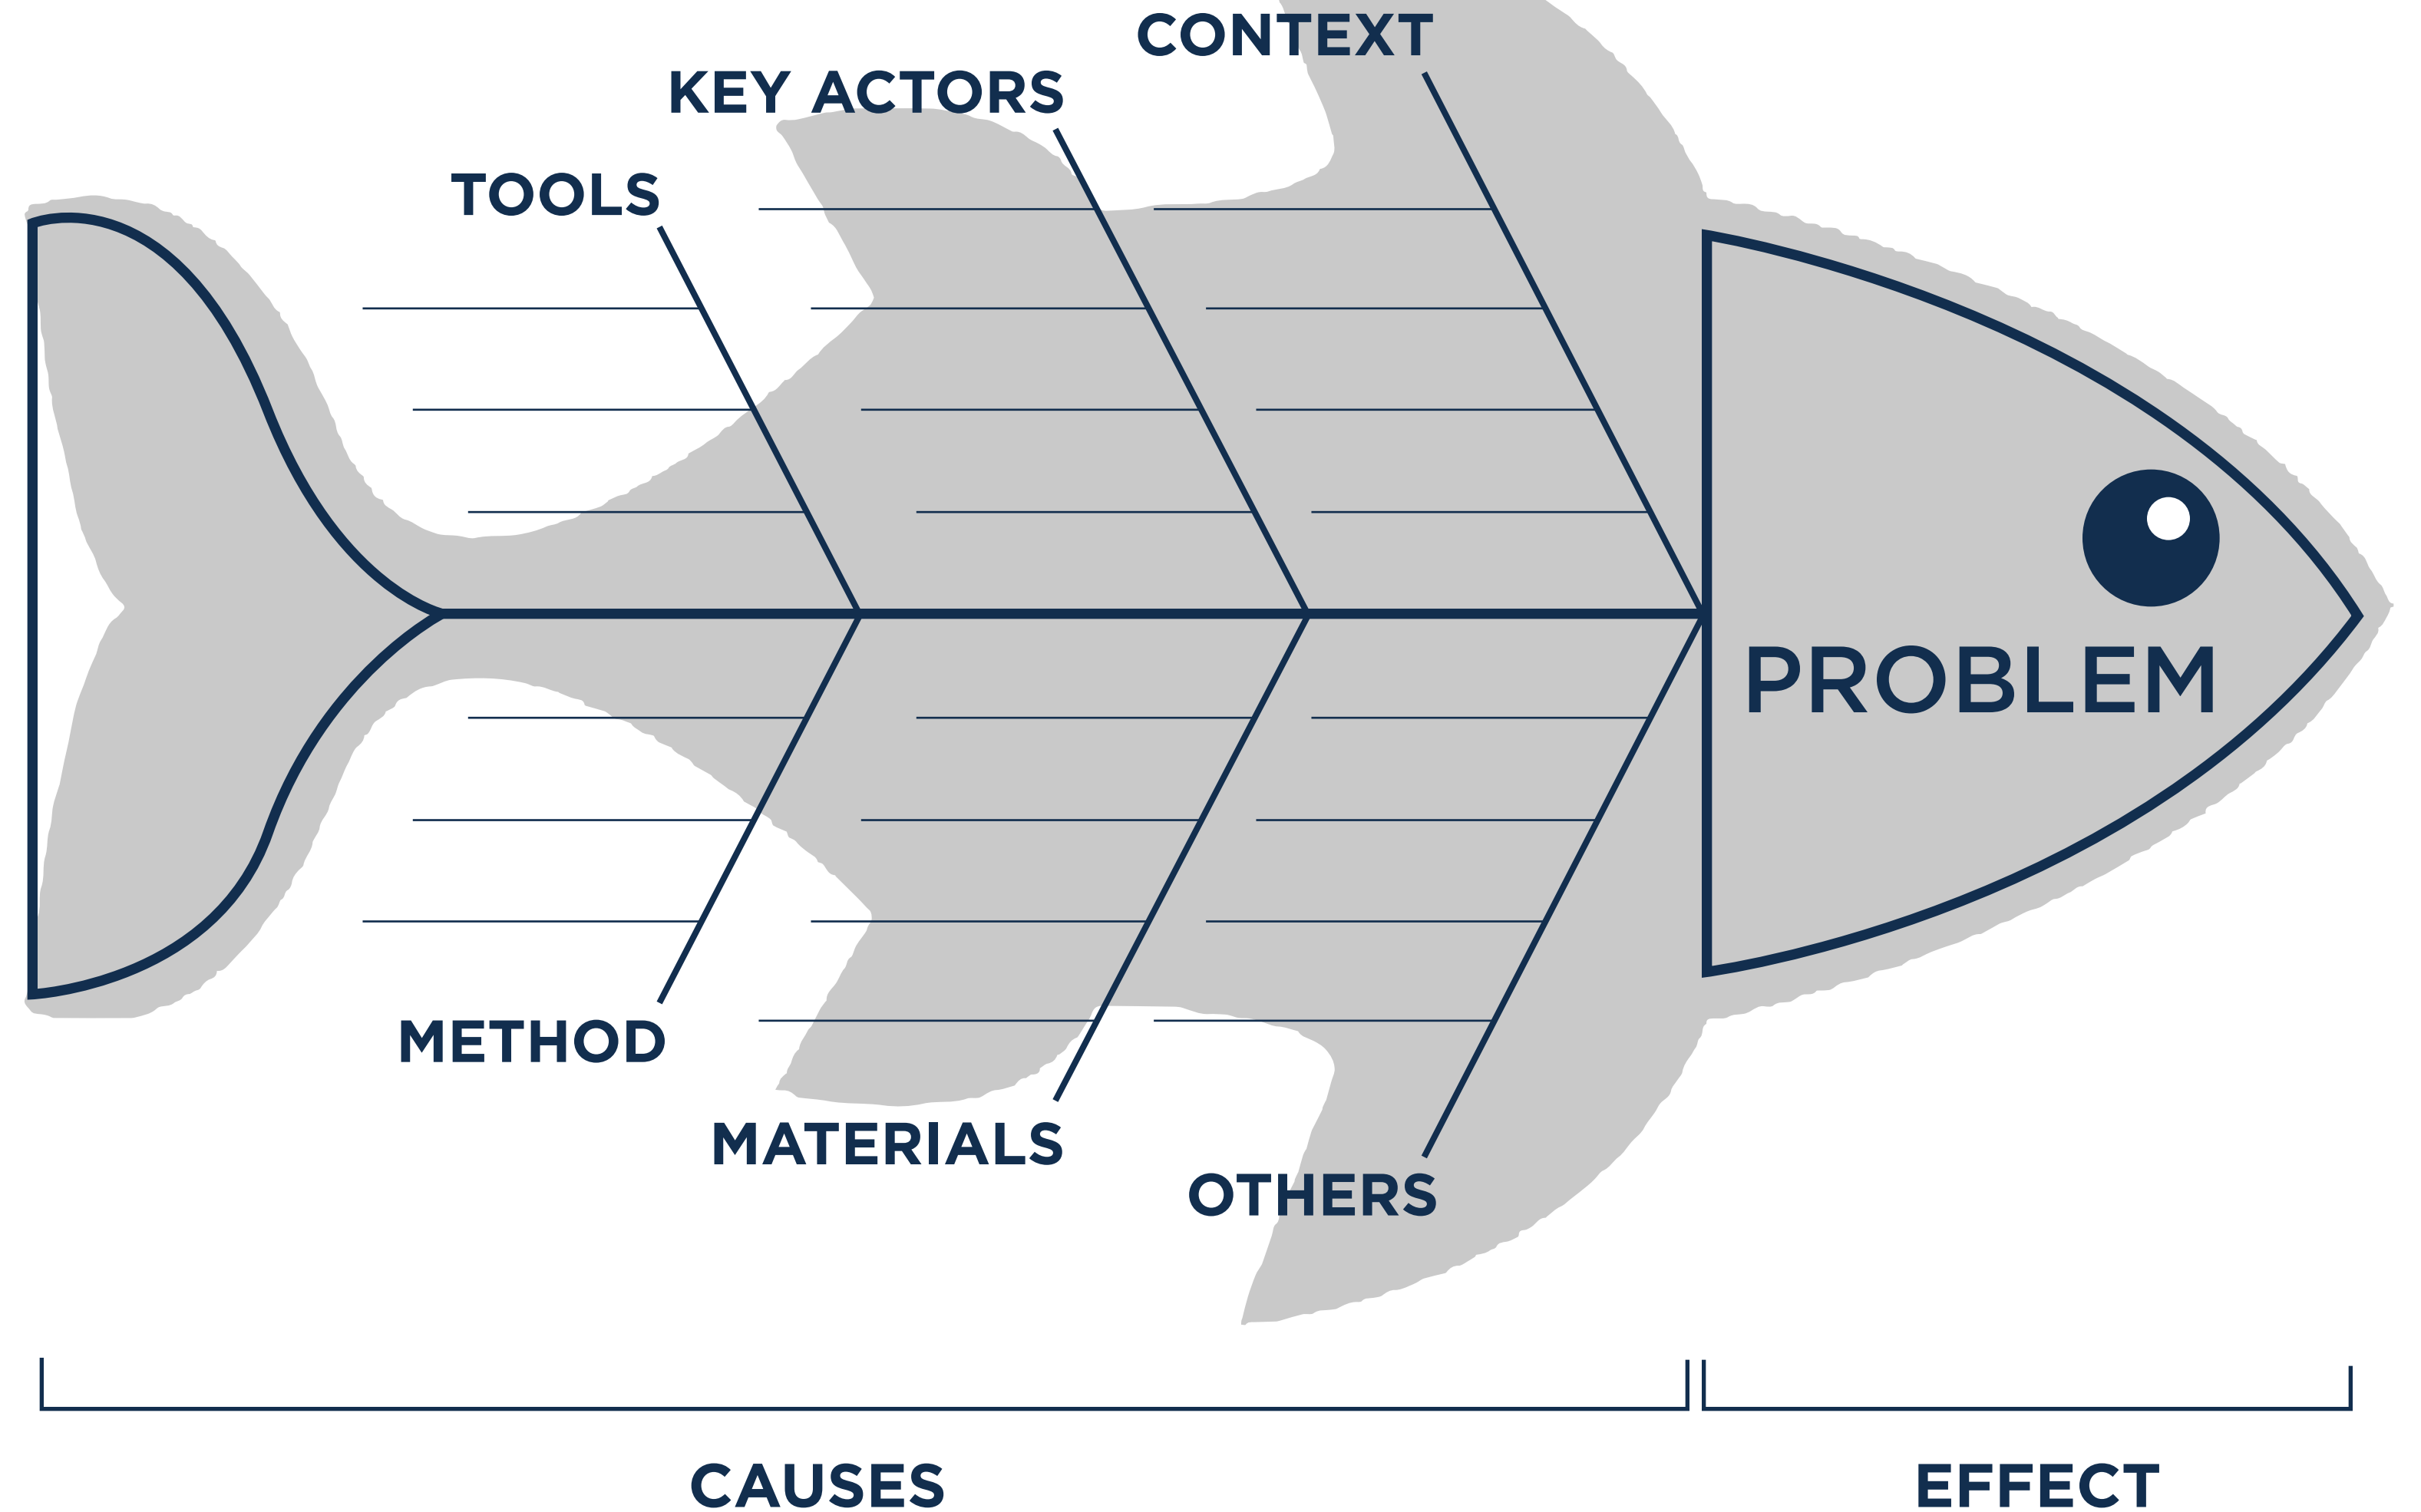 CONTEXT
KEY ACTORS
TOOLS
PROBLEM
METHOD
MATERIALS
OTHERS
CAUSES
EFFECT